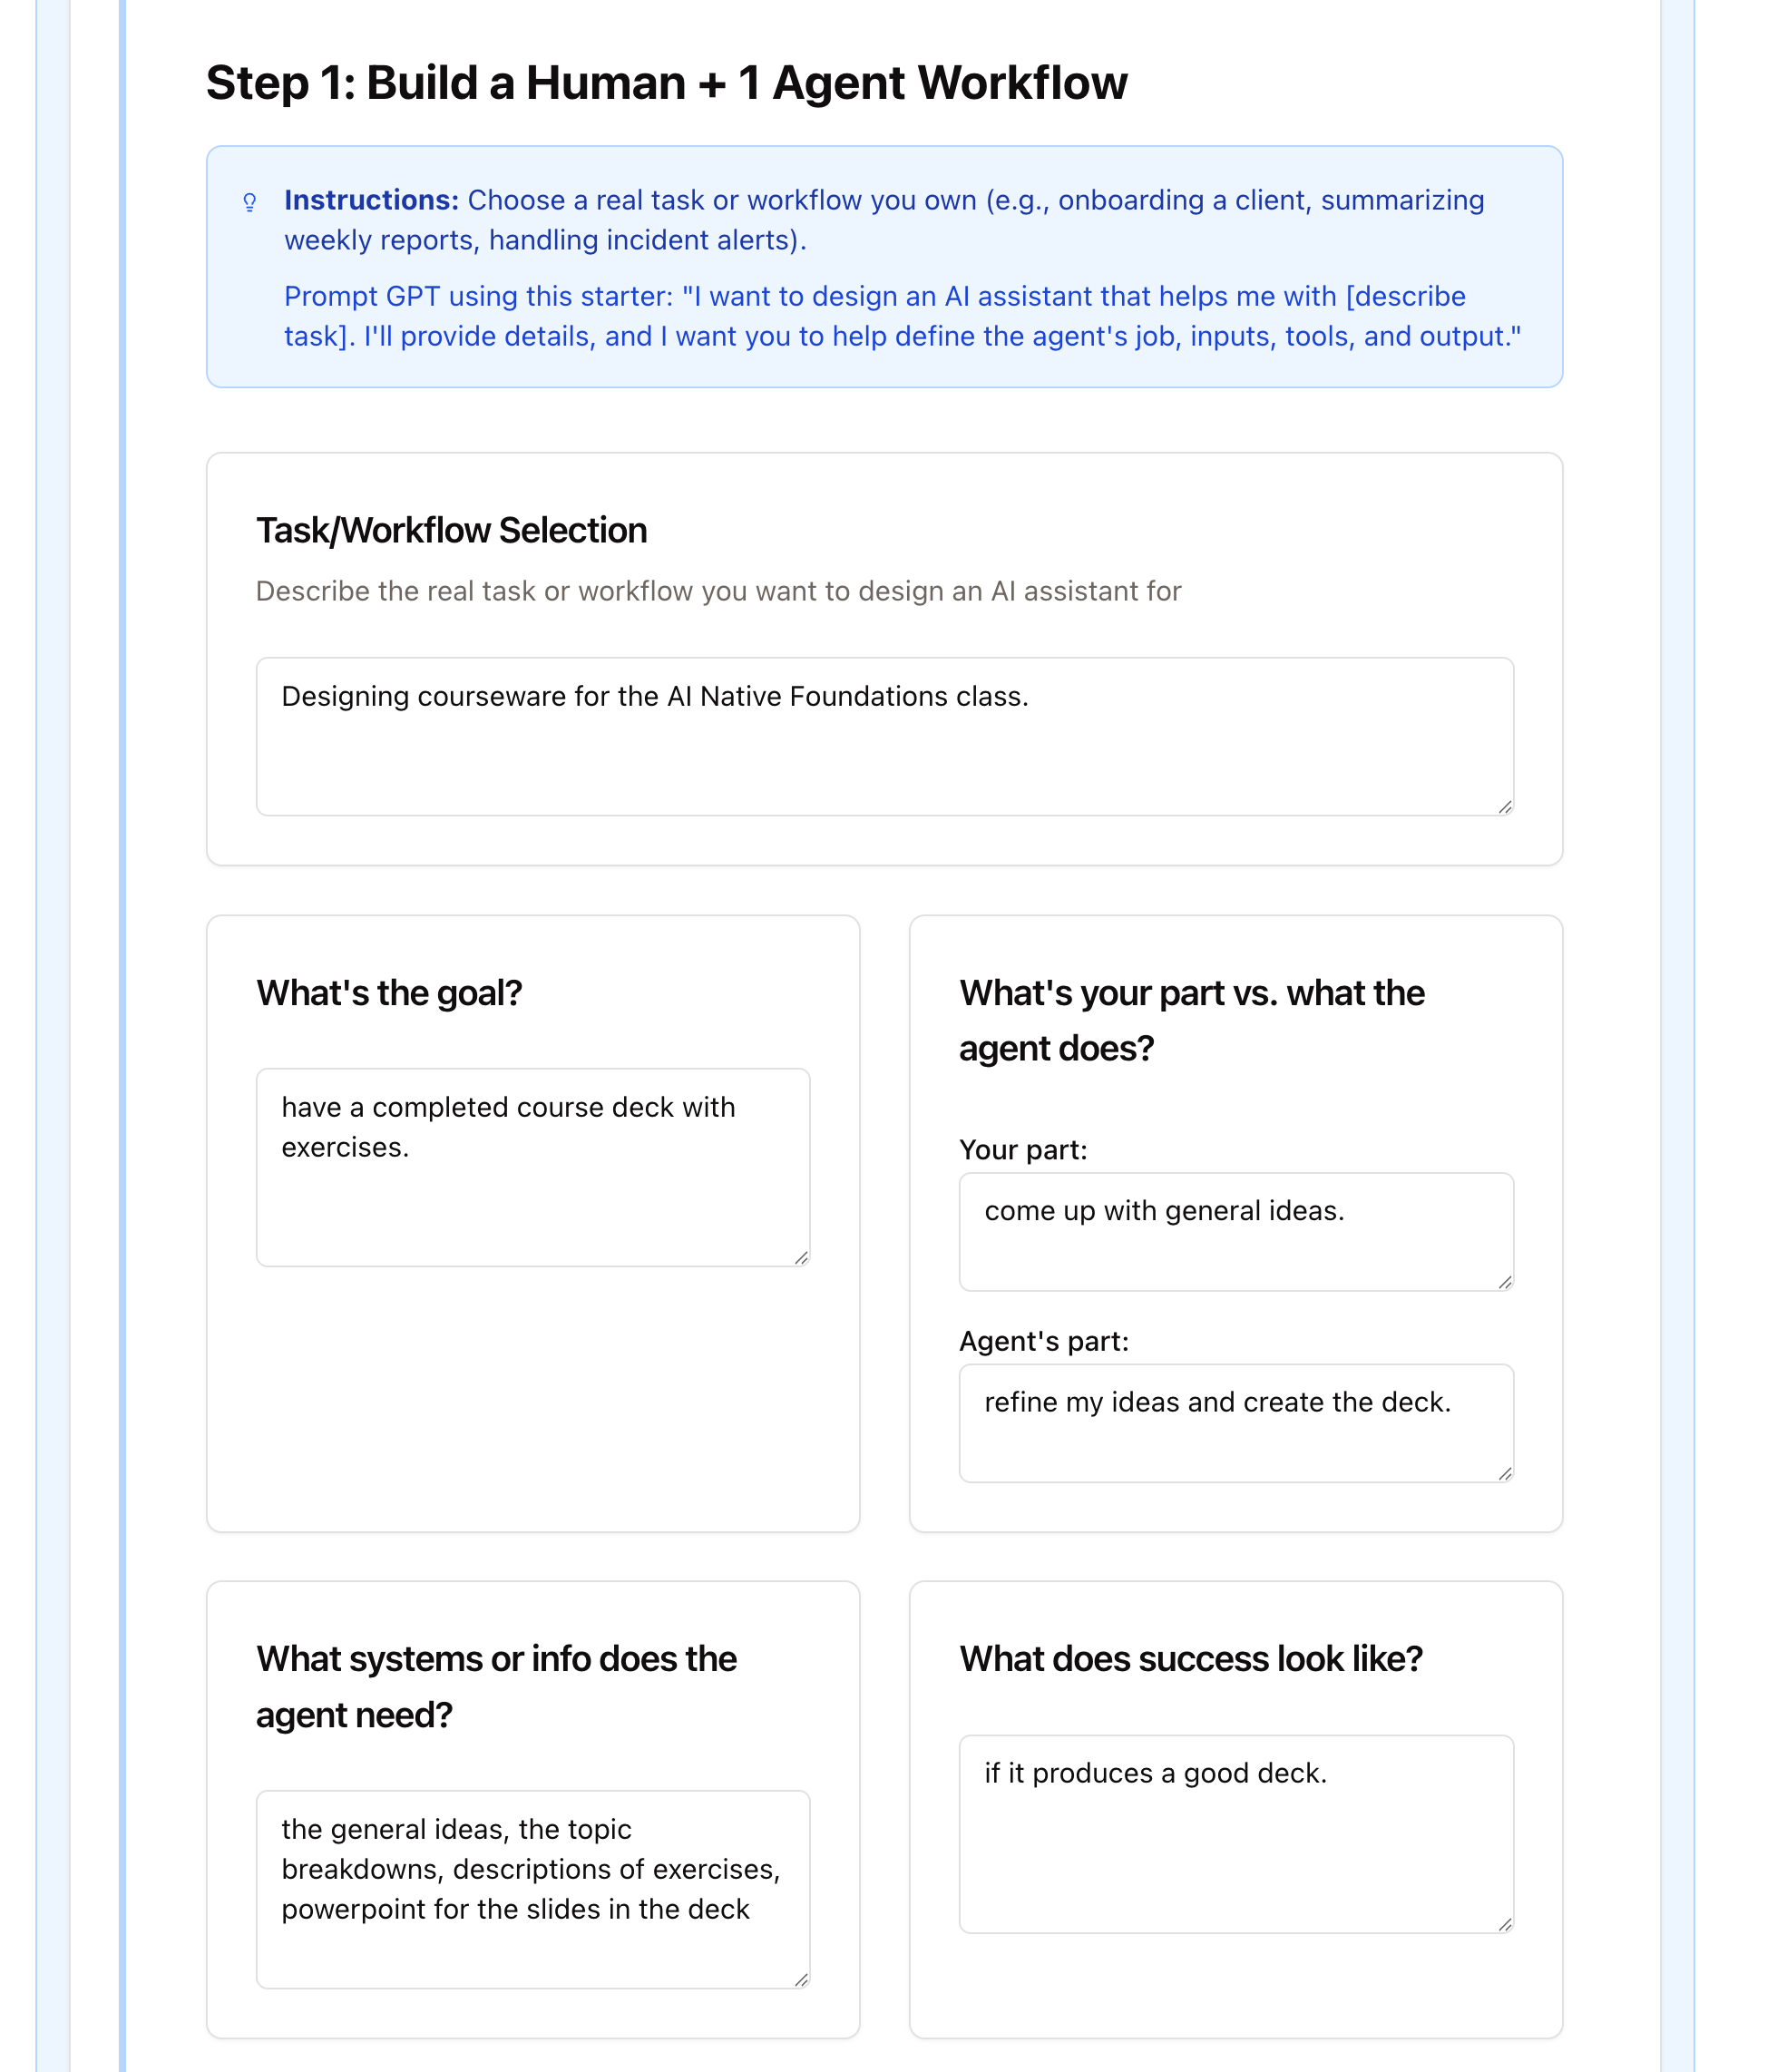 Step 1: Build a Human + 1 Agent Workflow
Instructions: Choose a real task or workflow you own (e.g., onboarding a client, summarizing
weekly reports, handling incident alerts).
Prompt GPT using this starter: "I want to design an AI assistant that helps me with [describe
task]. I'll provide details, and I want you to help define the agent's job, inputs, tools, and output."
Task/Workflow Selection
Describe the real task or workflow you want to design an AI assistant for
Designing courseware for the AI Native Foundations class.
What's the goal?
have a completed course deck with
exercises.
What's your part vs. what the
agent does?
Your part:
come up with general ideas.
Agent's part:
refine my ideas and create the deck.
What systems or info does the
agent need?
the general ideas, the topic
breakdowns, descriptions of exercises,
powerpoint for the slides in the deck
What does success look like?
if it produces a good deck.